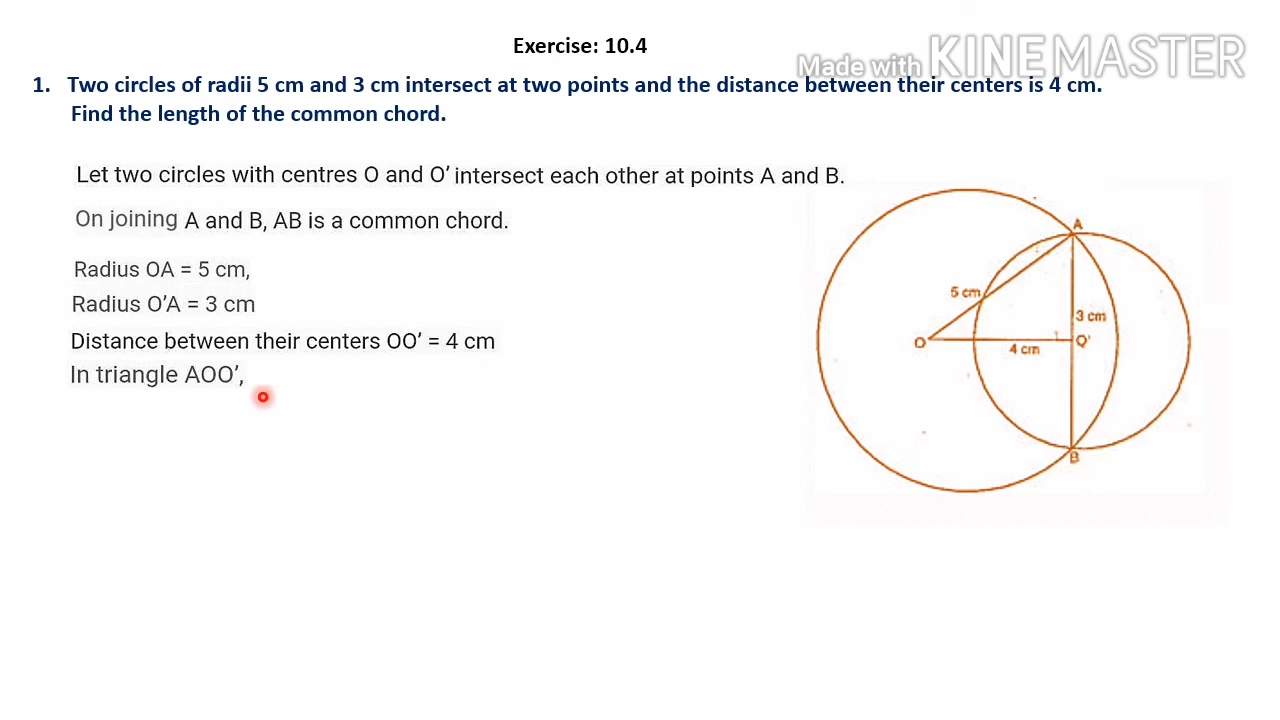 Exercise: 10.4
Made with KINEMASTER
1. Two circles of radii 5 cm and 3 cm intersect at two points and the distance between their centers is 4 cm.
Find the length of the common chord.
Let two circles with centres O and O’ intersect each other at points A and B.
On joining A and B, AB is a common chord.
Radius OA = 5 cm,
Radius O’A = 3 cm
Distance between their centers OO’ = 4 cm
In triangle AOO’,
A
5 cm
3 cm
O
4 cm
O'
B